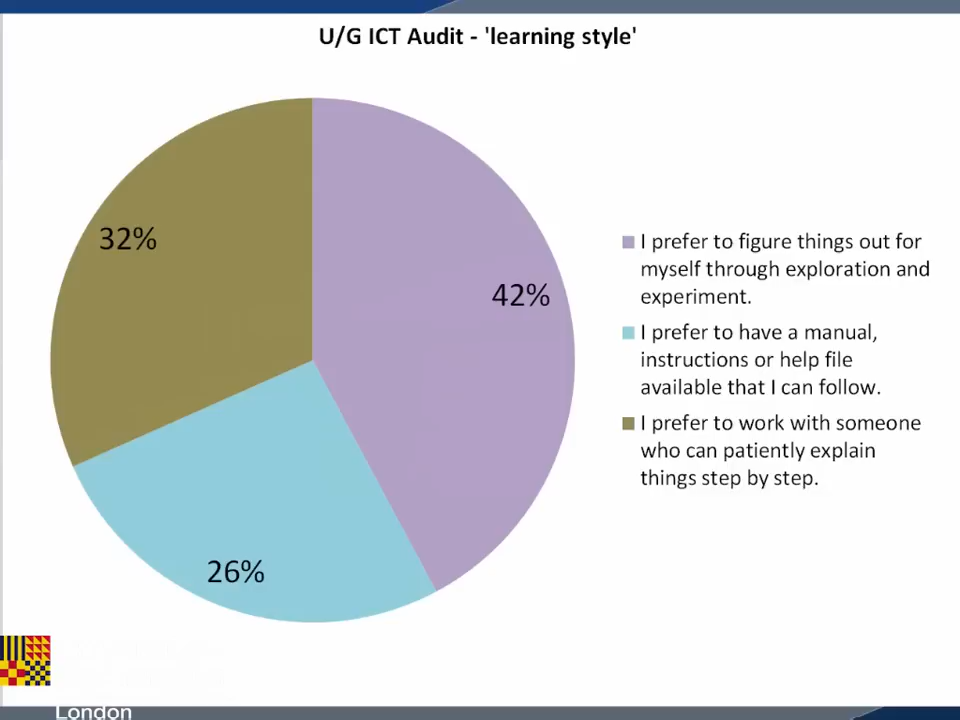 U/G ICT Audit - 'learning style'
32%
42%
26%
I prefer to figure things out for
myself through exploration and
experiment.
I prefer to have a manual,
instructions or help file
available that I can follow.
I prefer to work with someone
who can patiently explain
things step by step.
London